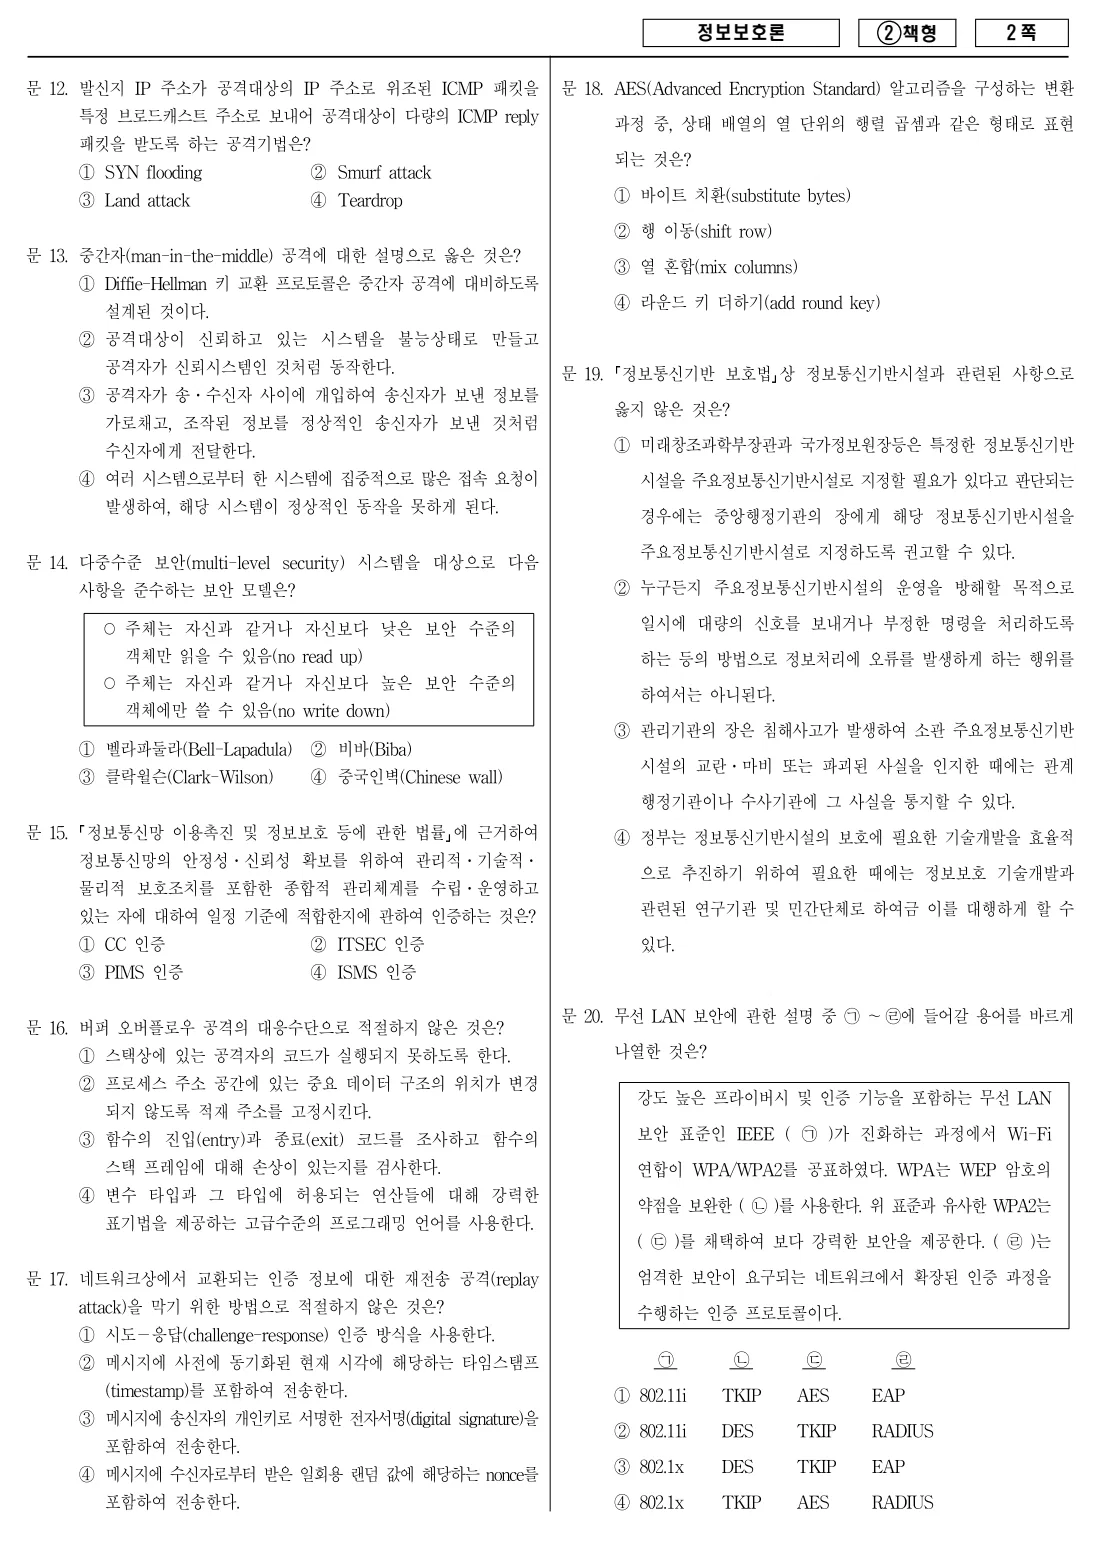 정보보호론
②책형
2쪽
문 12. 발신지 IP 주소가 공격대상의 IP 주소로 위조된 ICMP 패킷을
특정 브로드캐스트 주소로 보내어 공격대상이 다량의 ICMP reply
패킷을 받도록 하는 공격기법은?
① SYN flooding ② Smurf attack
③ Land attack ④ Teardrop
문 13. 중간자(man-in-the-middle) 공격에 대한 설명으로 옳은 것은?
① Diffie-Hellman 키 교환 프로토콜은 중간자 공격에 대비하도록
설계된 것이다.
② 공격대상이 신뢰하고 있는 시스템을 불능상태로 만들고
공격자가 신뢰시스템인 것처럼 동작한다.
③ 공격자가 송·수신자 사이에 개입하여 송신자가 보낸 정보를
가로채고, 조작된 정보를 정상적인 송신자가 보낸 것처럼
수신자에게 전달한다.
④ 여러 시스템으로부터 한 시스템에 집중적으로 많은 접속 요청이
발생하여, 해당 시스템이 정상적인 동작을 못하게 된다.
문 14. 다중수준 보안(multi-level security) 시스템을 대상으로 다음
사항을 준수하는 보안 모델은?
○ 주체는 자신과 같거나 자신보다 낮은 보안 수준의
객체만 읽을 수 있음(no read up)
○ 주체는 자신과 같거나 자신보다 높은 보안 수준의
객체에만 쓸 수 있음(no write down)
① 벨라파둘라(Bell-Lapadula) ② 비바(Biba)
③ 클락윌슨(Clark-Wilson) ④ 중국인벽(Chinese wall)
문 15. 「정보통신망 이용촉진 및 정보보호 등에 관한 법률」에 근거하여
정보통신망의 안정성·신뢰성 확보를 위하여 관리적·기술적·
물리적 보호조치를 포함한 종합적 관리체계를 수립·운영하고
있는 자에 대하여 일정 기준에 적합한지에 관하여 인증하는 것은?
① CC 인증 ② ITSEC 인증
③ PIMS 인증 ④ ISMS 인증
문 16. 버퍼 오버플로우 공격의 대응수단으로 적절하지 않은 것은?
① 스택상에 있는 공격자의 코드가 실행되지 못하도록 한다.
② 프로세스 주소 공간에 있는 중요 데이터 구조의 위치가 변경
되지 않도록 적재 주소를 고정시킨다.
③ 함수의 진입(entry)과 종료(exit) 코드를 조사하고 함수의
스택 프레임에 대해 손상이 있는지를 검사한다.
④ 변수 타입과 그 타입에 허용되는 연산들에 대해 강력한
표기법을 제공하는 고급수준의 프로그래밍 언어를 사용한다.
문 17. 네트워크상에서 교환되는 인증 정보에 대한 재전송 공격(replay
attack)을 막기 위한 방법으로 적절하지 않은 것은?
① 시도-응답(challenge-response) 인증 방식을 사용한다.
② 메시지에 사전에 동기화된 현재 시각에 해당하는 타임스탬프
(timestamp)를 포함하여 전송한다.
③ 메시지에 송신자의 개인키로 서명한 전자서명(digital signature)을
포함하여 전송한다.
④ 메시지에 수신자로부터 받은 일회용 랜덤 값에 해당하는 nonce를
포함하여 전송한다.
문 18. AES(Advanced Encryption Standard) 알고리즘을 구성하는 변환
과정 중, 상태 배열의 열 단위의 행렬 곱셈과 같은 형태로 표현
되는 것은?
① 바이트 치환(substitute bytes)
② 행 이동(shift row)
③ 열 혼합(mix columns)
④ 라운드 키 더하기(add round key)
문 19. 「정보통신기반 보호법」상 정보통신기반시설과 관련된 사항으로
옳지 않은 것은?
① 미래창조과학부장관과 국가정보원장등은 특정한 정보통신기반
시설을 주요정보통신기반시설로 지정할 필요가 있다고 판단되는
경우에는 중앙행정기관의 장에게 해당 정보통신기반시설을
주요정보통신기반시설로 지정하도록 권고할 수 있다.
② 누구든지 주요정보통신기반시설의 운영을 방해할 목적으로
일시에 대량의 신호를 보내거나 부정한 명령을 처리하도록
하는 등의 방법으로 정보처리에 오류를 발생하게 하는 행위를
하여서는 아니된다.
③ 관리기관의 장은 침해사고가 발생하여 소관 주요정보통신기반
시설의 교란·마비 또는 파괴된 사실을 인지한 때에는 관계
행정기관이나 수사기관에 그 사실을 통지할 수 있다.
④ 정부는 정보통신기반시설의 보호에 필요한 기술개발을 효율적
으로 추진하기 위하여 필요한 때에는 정보보호 기술개발과
관련된 연구기관 및 민간단체로 하여금 이를 대행하게 할 수
있다.
문 20. 무선 LAN 보안에 관한 설명 중 ㉠ ~ ㉣에 들어갈 용어를 바르게
나열한 것은?
강도 높은 프라이버시 및 인증 기능을 포함하는 무선 LAN
보안 표준인 IEEE ( ㉠ )가 진화하는 과정에서 Wi-Fi
연합이 WPA/WPA2를 공표하였다. WPA는 WEP 암호의
약점을 보완한 ( ㉡ )를 사용한다. 위 표준과 유사한 WPA2는
( ㉢ )를 채택하여 보다 강력한 보안을 제공한다. ( ㉣ )는
엄격한 보안이 요구되는 네트워크에서 확장된 인증 과정을
수행하는 인증 프로토콜이다.
㉠ ㉡ ㉢ ㉣
① 802.11i TKIP AES EAP
② 802.11i DES TKIP RADIUS
③ 802.1x DES TKIP EAP
④ 802.1x TKIP AES RADIUS